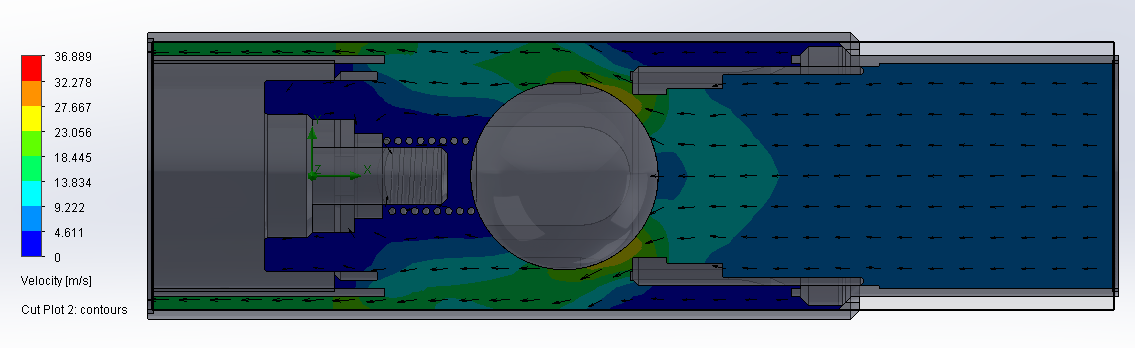 36.889
32.278
27.667
23.056
18.445
13.834
9.222
4.611
0
Velocity [m/s]
Cut Plot 2: contours
Y
Z
X